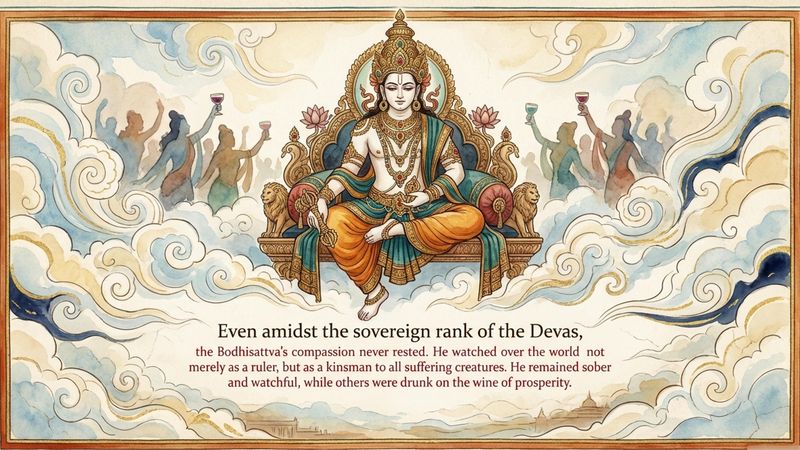 Even amidst the sovereign rank of the Devas,
the Bodhisattva's compassion never rested. He watched over the world not
merely as a ruler, but as a kinsman to all suffering creatures. He remained sober
and watchful, while others were drunk on the wine of prosperity.